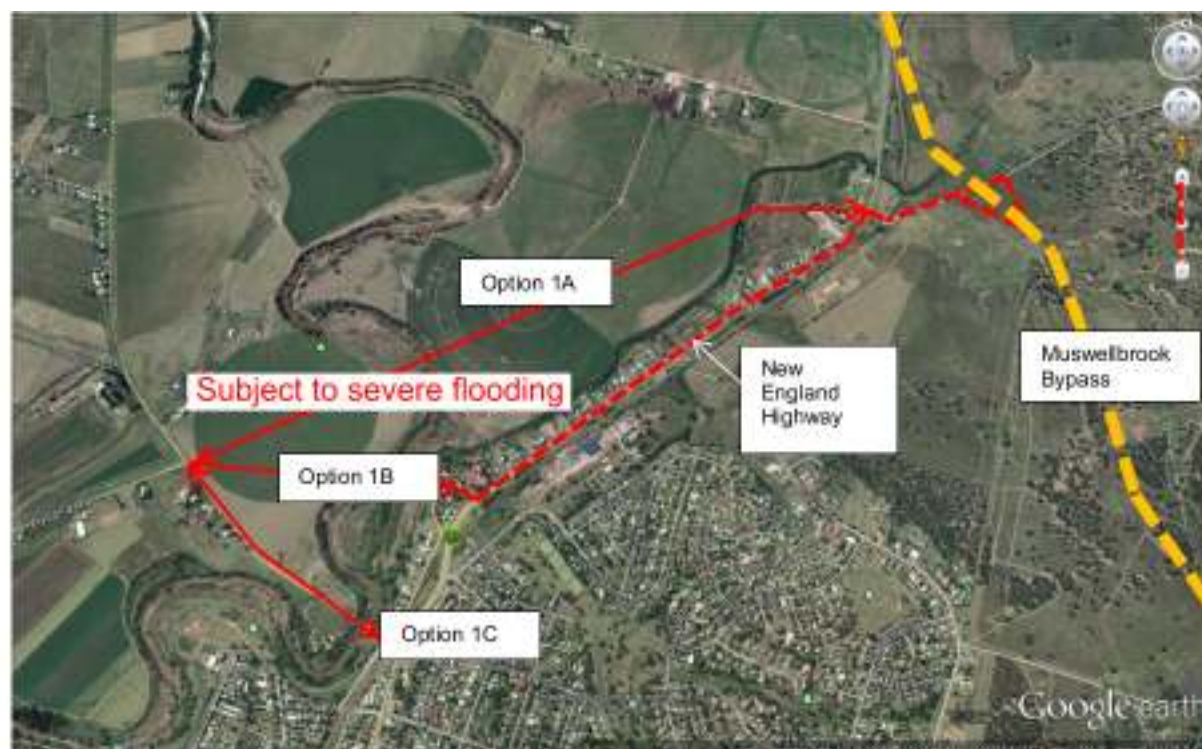 Option 1A
Muswellbrook
Bypass
New
England
Highway
Subject to severe flooding
Option 1B
Option 1C
Google earth